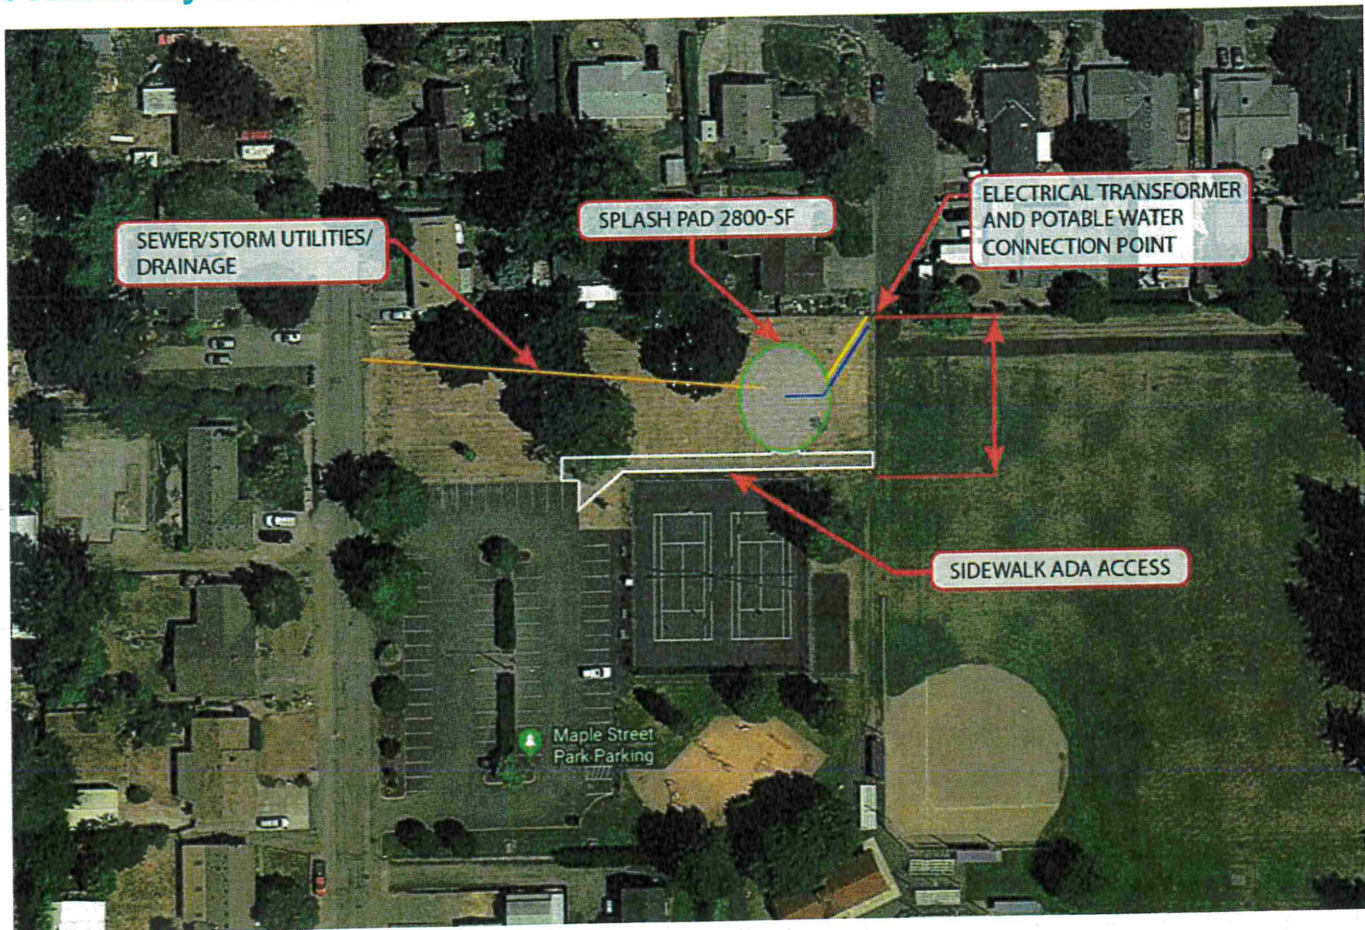 SPLASH PAD 2800-SF
ELECTRICAL TRANSFORMER
AND POTABLE WATER
CONNECTION POINT
SEWER/STORM UTILITIES/
DRAINAGE
SIDEWALK ADA ACCESS
Maple Street
Park Parking